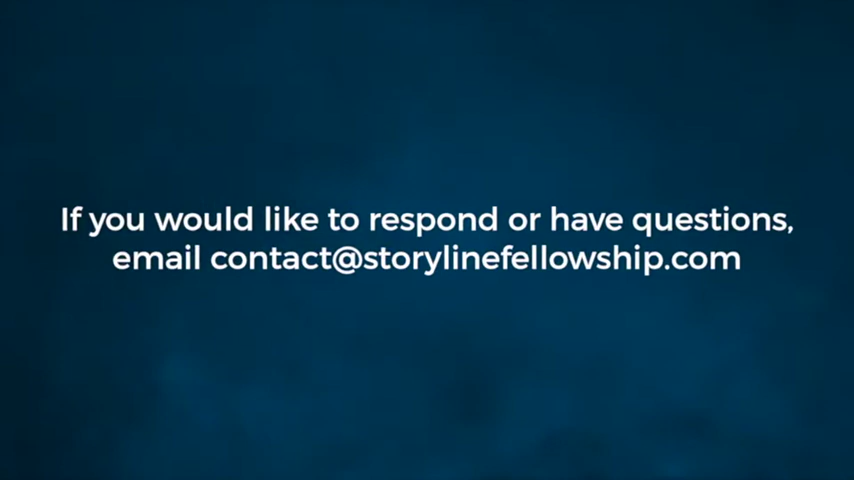 If you would like to respond or have questions,
email contact@storylinefellowship.com